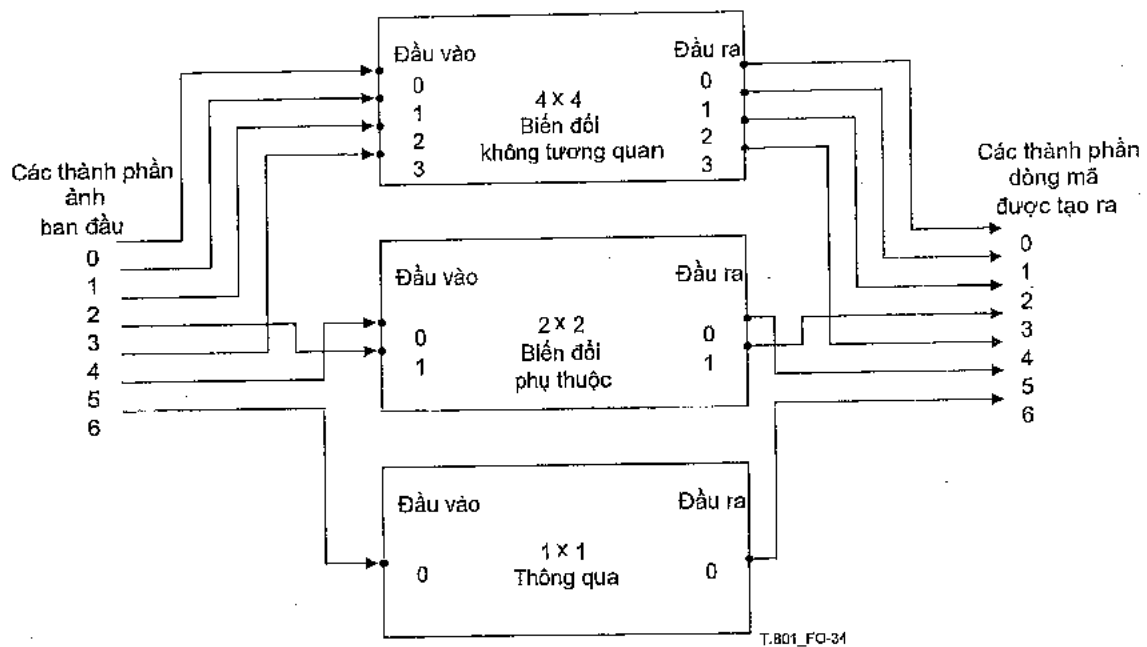 Các thành phần
ảnh
ban đầu
0
1
2
3
4
5
6
Đầu vào
0
1
2
3
4 x 4
Biến đối
không tương quan
Đầu ra
0
1
2
3
Đầu vào
0
1
2 x 2
Biến đổi
phụ thuộc
Đầu ra
0
1
Đầu vào
0
1 x 1
Thông qua
Đầu ra
0
Các thành phần
dòng mã
được tạo ra
0
1
2
3
4
5
6
T.801_FO-34